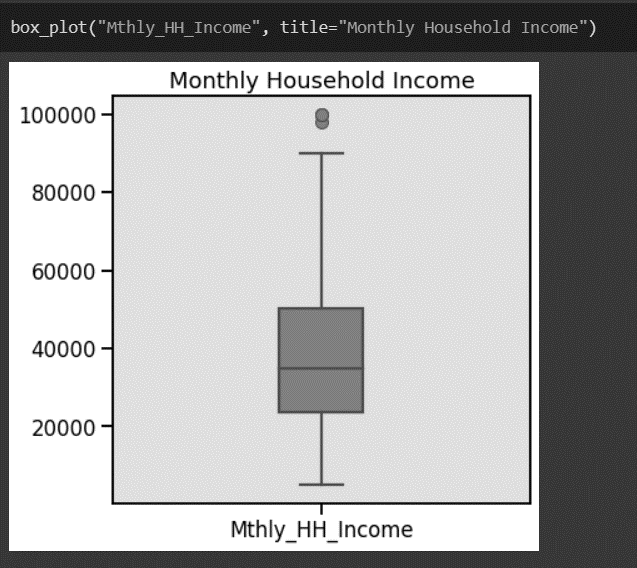 box_plot("Mthly_HH_Income", title="Monthly Household Income")
Monthly Household Income
100000
80000
60000
40000
20000
Mthly_HH_Income